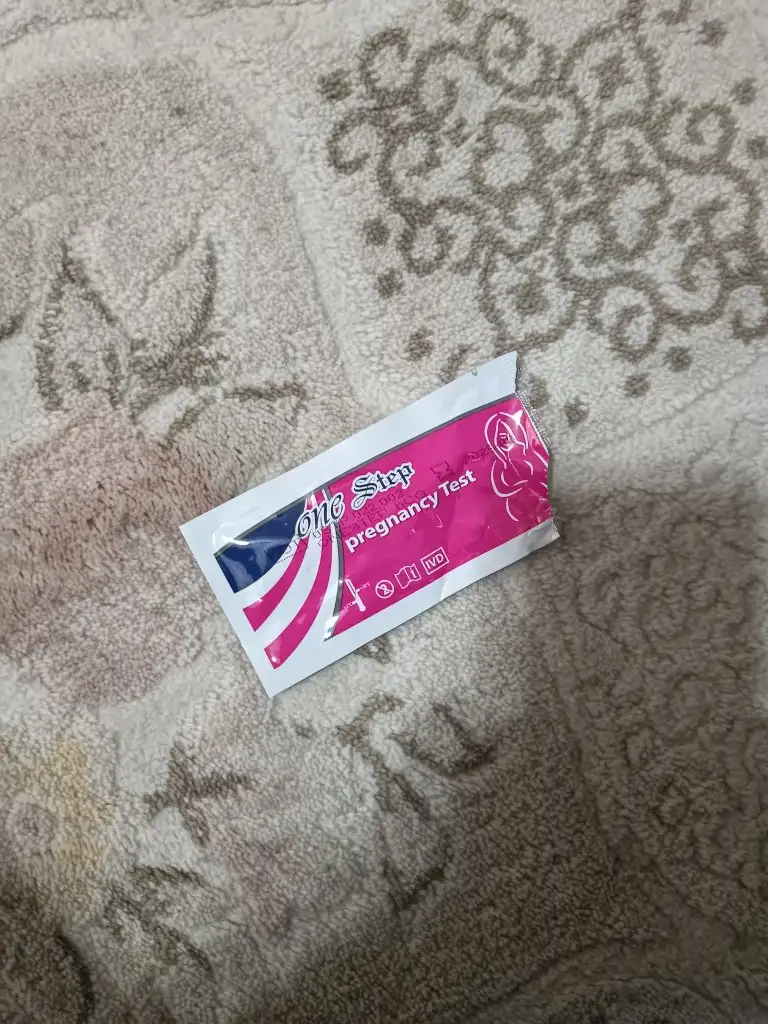 one Step
pregnancy Test
IVD